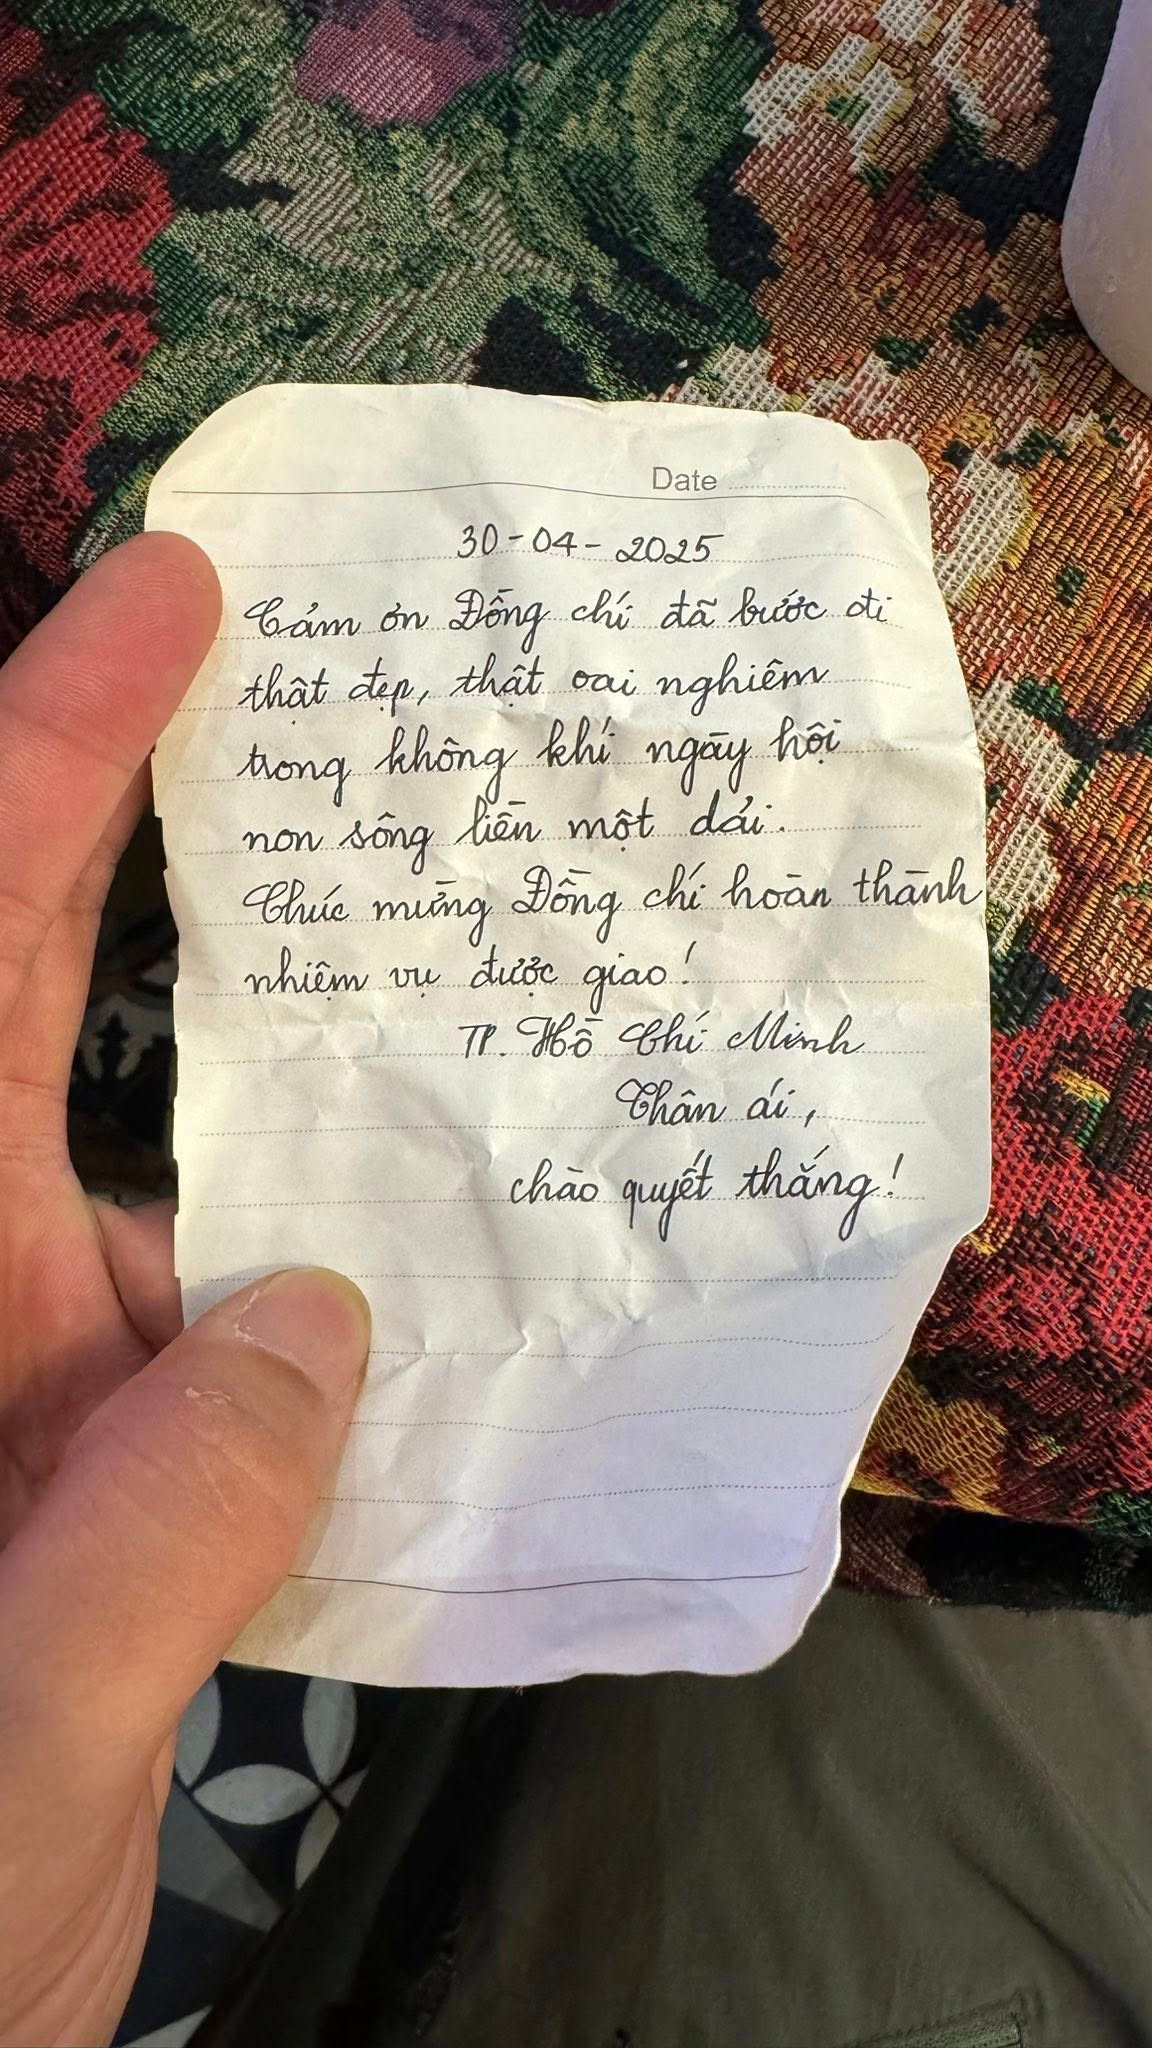 Date
30-04-2025
Cảm ơn Đồng chí đã bước đi
thật đẹp, thật oai nghiêm
trong không khí ngày hội
non sông liền một dải.
Chúc mừng Đồng chí hoàn thành
nhiệm vụ được giao!
TP. Hồ Chí Minh
Thân ái,
chào quyết thắng!